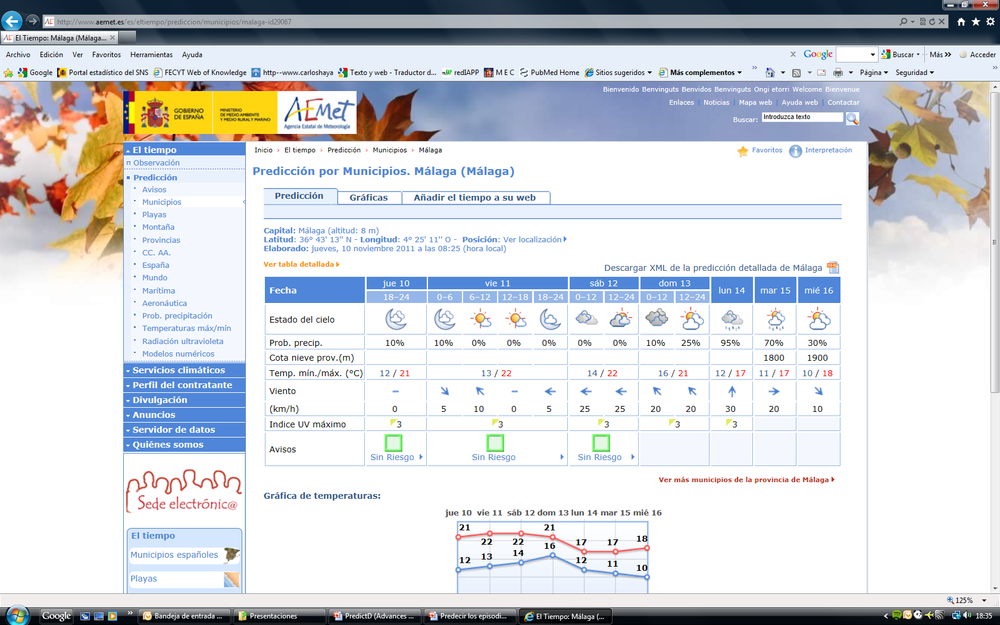 http://www.aemet.es/es/eltiempo/prediccion/municipios/malaga-id29067
El Tiempo: Málaga (Málaga...
Archivo Edición Ver Favoritos Herramientas Ayuda
Google Buscar Más Acceder
Google Portal estadístico del SNS FECYT Web of Knowledge http--www.carloshaya Texto y web - Traductor d... redIAPP M E C PubMed Home Sitios sugeridos Más complementos Página Seguridad
Bienvenido Benvinguts Benvidos Benvinguts Ongi etorri Welcome Bienvenue
Enlaces | Noticias | Mapa web | Ayuda web | Contactar
Buscar: Introduzca texto
GOBIERNO DE ESPAÑA
MINISTERIO DE MEDIO AMBIENTE Y MEDIO RURAL Y MARINO
AEMet
Agencia Estatal de Meteorología
El tiempo
Observación
Predicción
Avisos
Municipios
Playas
Montaña
Provincias
CC. AA.
España
Mundo
Marítima
Aeronáutica
Prob. precipitación
Temperaturas máx/mín
Radiación ultravioleta
Modelos numéricos
Servicios climáticos
Perfil del contratante
Divulgación
Anuncios
Servidor de datos
Quiénes somos
Sede electrónic@
El tiempo
Municipios españoles
Playas
Inicio › El tiempo › Predicción › Municipios › Málaga
Favoritos Interpretación
Predicción por Municipios. Málaga (Málaga)
Predicción Gráficas Añadir el tiempo a su web
Capital: Málaga (altitud: 8 m)
Latitud: 36º 43' 13'' N - Longitud: 4º 25' 11'' O - Posición: Ver localización
Elaborado: jueves, 10 noviembre 2011 a las 08:25 (hora local)
Ver tabla detallada
Descargar XML de la predicción detallada de Málaga XML
Fecha jue 10 vie 11 sáb 12 dom 13 lun 14 mar 15 mié 16
18–24 0–6 6–12 12–18 18–24 0–12 12–24 0–12 12–24
Estado del cielo
Prob. precip. 10% 10% 0% 0% 0% 0% 0% 10% 25% 95% 70% 30%
Cota nieve prov.(m) 1800 1900
Temp. mín./máx. (°C) 12 / 21 13 / 22 14 / 22 16 / 21 12 / 17 11 / 17 10 / 18
Viento
(km/h) 0 5 10 0 5 25 25 20 20 30 20 10
Indice UV máximo 3 3 3 3 3
Avisos
Sin Riesgo Sin Riesgo Sin Riesgo
Ver más municipios de la provincia de Málaga
Gráfica de temperaturas:
jue 10 vie 11 sáb 12 dom 13 lun 14 mar 15 mié 16
21 22 22 21 17 17 18
12 13 14 16 12 11 10
125%
Google Bandeja de entrada ... Presentaciones PredictD (Advances ... Predecir los episodi... El Tiempo: Málaga (... 18:35